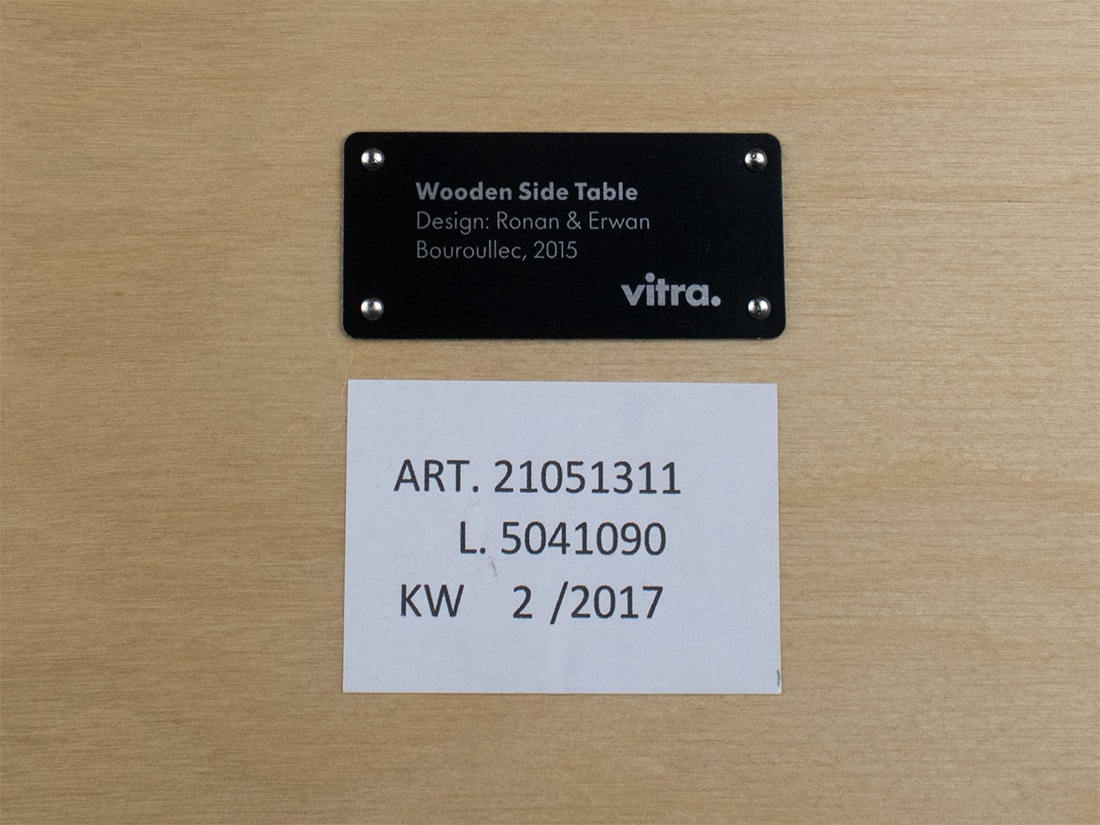 Wooden Side Table
Design: Ronan & Erwan
Bouroullec, 2015
vitra.
ART. 21051311
L. 5041090
KW 2 /2017